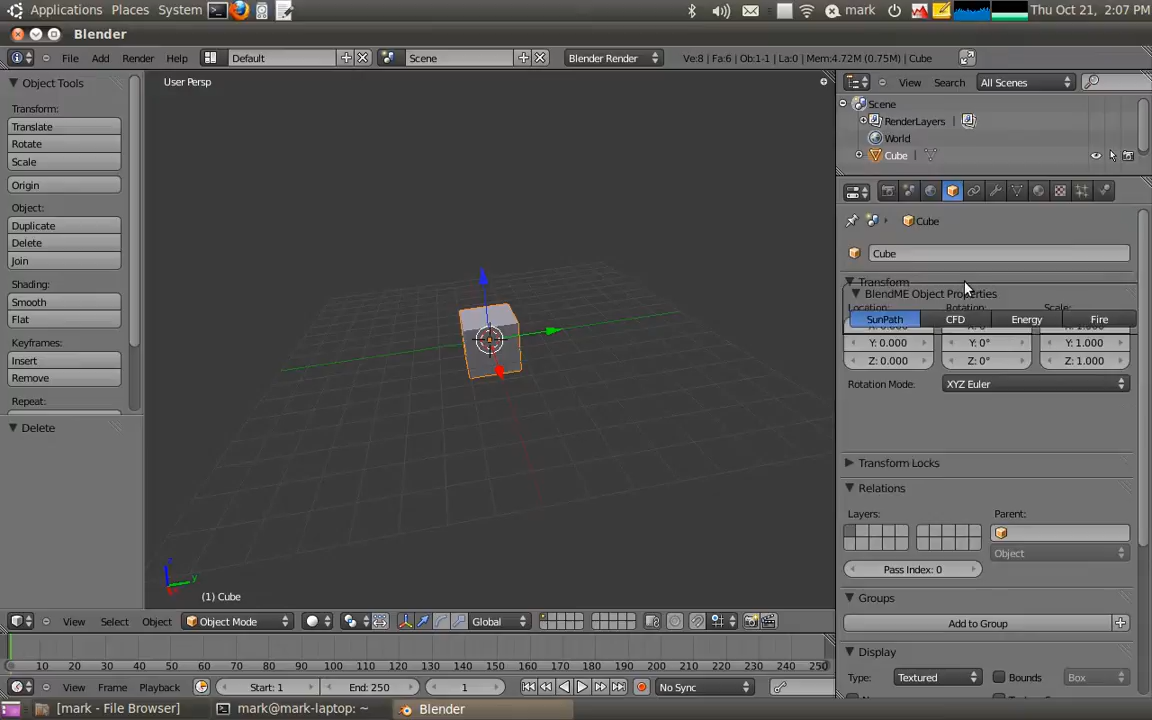 Applications Places System mark Thu Oct 21, 2:07 PM
Blender
File Add Render Help Default Scene Blender Render Ve:8 | Fa:6 | Ob:1-1 | La:0 | Mem:4.72M (0.75M) | Cube
Object Tools
Transform:
Translate
Rotate
Scale
Origin
Object:
Duplicate
Delete
Join
Shading:
Smooth
Flat
Keyframes:
Insert
Remove
Repeat:
Delete
User Persp
z
y
(1) Cube
View Search All Scenes
Scene
RenderLayers |
World
Cube |
Cube
Cube
Transform
BlendME Object Properties
Rotation: Scale:
SunPath CFD Energy Fire
Y: 0.000 Y: 0° Y: 1.000
Z: 0.000 Z: 0° Z: 1.000
Rotation Mode: XYZ Euler
Transform Locks
Relations
Layers: Parent:
Object
Pass Index: 0
Groups
Add to Group
Display
Type: Textured Bounds Box
View Select Object Object Mode Global
10 20 30 40 50 60 70 80 90 100 110 120 130 140 150 160 170 180 190 200 210 220 230 240 250
View Frame Playback Start: 1 End: 250 1 No Sync
[mark - File Browser] mark@mark-laptop: ~ Blender